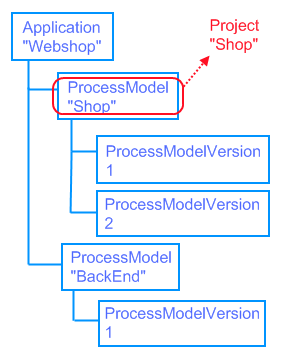 Application
"Webshop"
Project
"Shop"
ProcessModel
"Shop"
ProcessModelVersion
1
ProcessModelVersion
2
ProcessModel
"BackEnd"
ProcessModelVersion
1